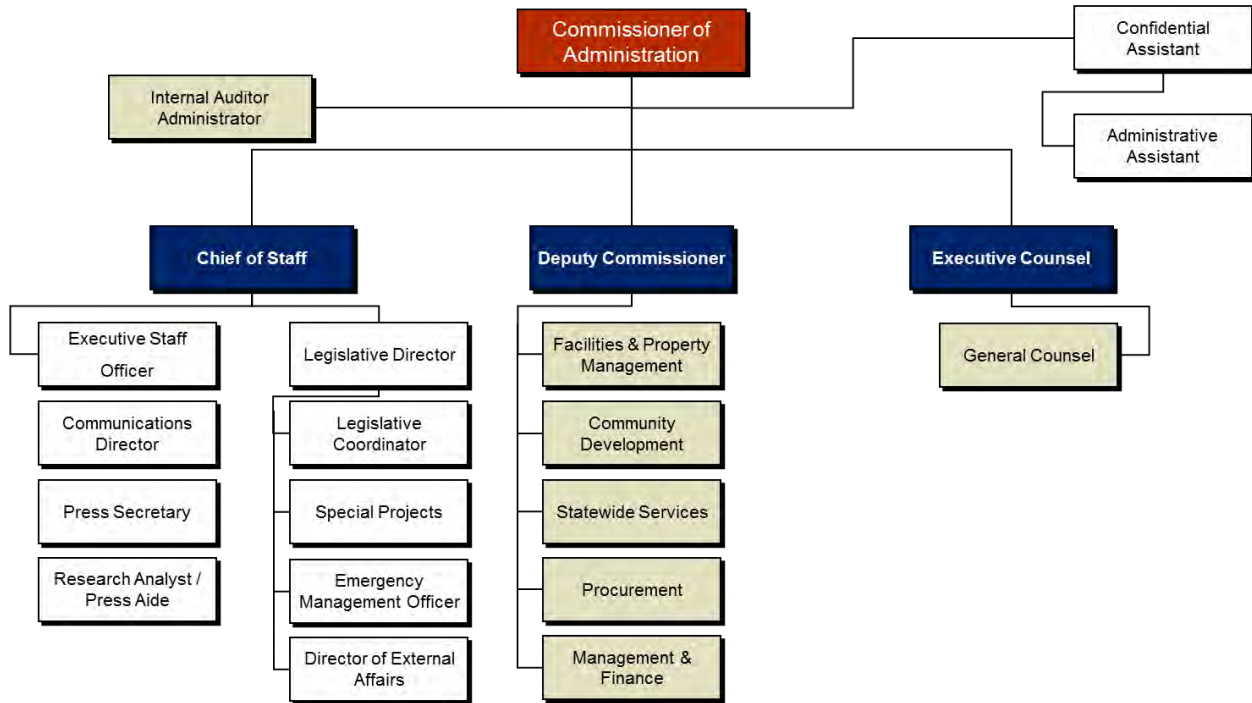 Commissioner of
Administration
Confidential
Assistant
Internal Auditor
Administrator
Administrative
Assistant
Chief of Staff
Deputy Commissioner
Executive Counsel
Executive Staff
Officer
Legislative Director
Facilities & Property
Management
General Counsel
Communications
Director
Legislative
Coordinator
Community
Development
Press Secretary
Special Projects
Statewide Services
Research Analyst /
Press Aide
Emergency
Management Officer
Procurement
Director of External
Affairs
Management &
Finance